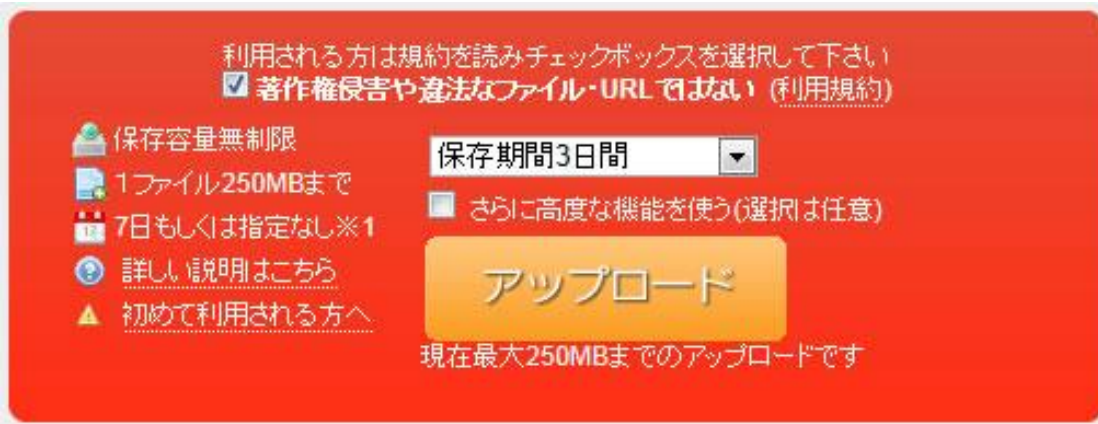 利用される方は規約を読みチェックボックスを選択して下さい
著作権侵害や違法なファイル・URLではない (利用規約)
保存容量無制限
1ファイル250MBまで
7日もしくは指定なし※1
詳しい説明はこちら
初めて利用される方へ
保存期間3日間
さらに高度な機能を使う(選択は任意)
アップロード
現在最大250MBまでのアップロードです